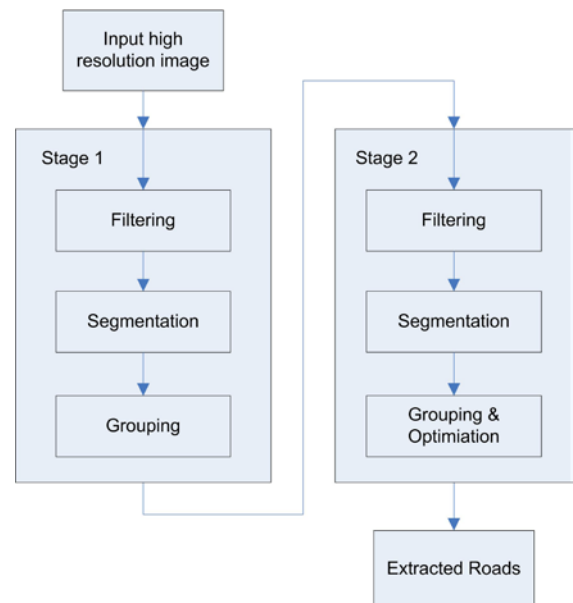 Input high
resolution image
Stage 1
Filtering
Segmentation
Grouping
Stage 2
Filtering
Segmentation
Grouping &
Optimiation
Extracted Roads